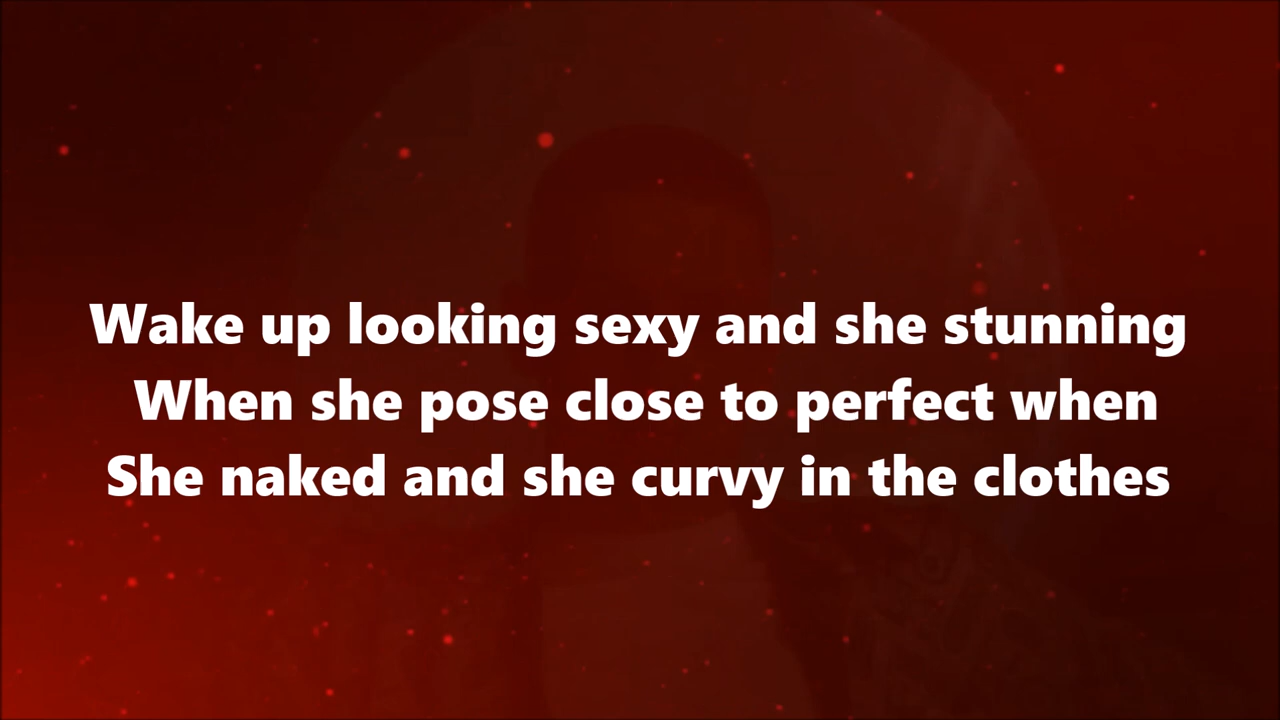 Wake up looking sexy and she stunning
When she pose close to perfect when
She naked and she curvy in the clothes